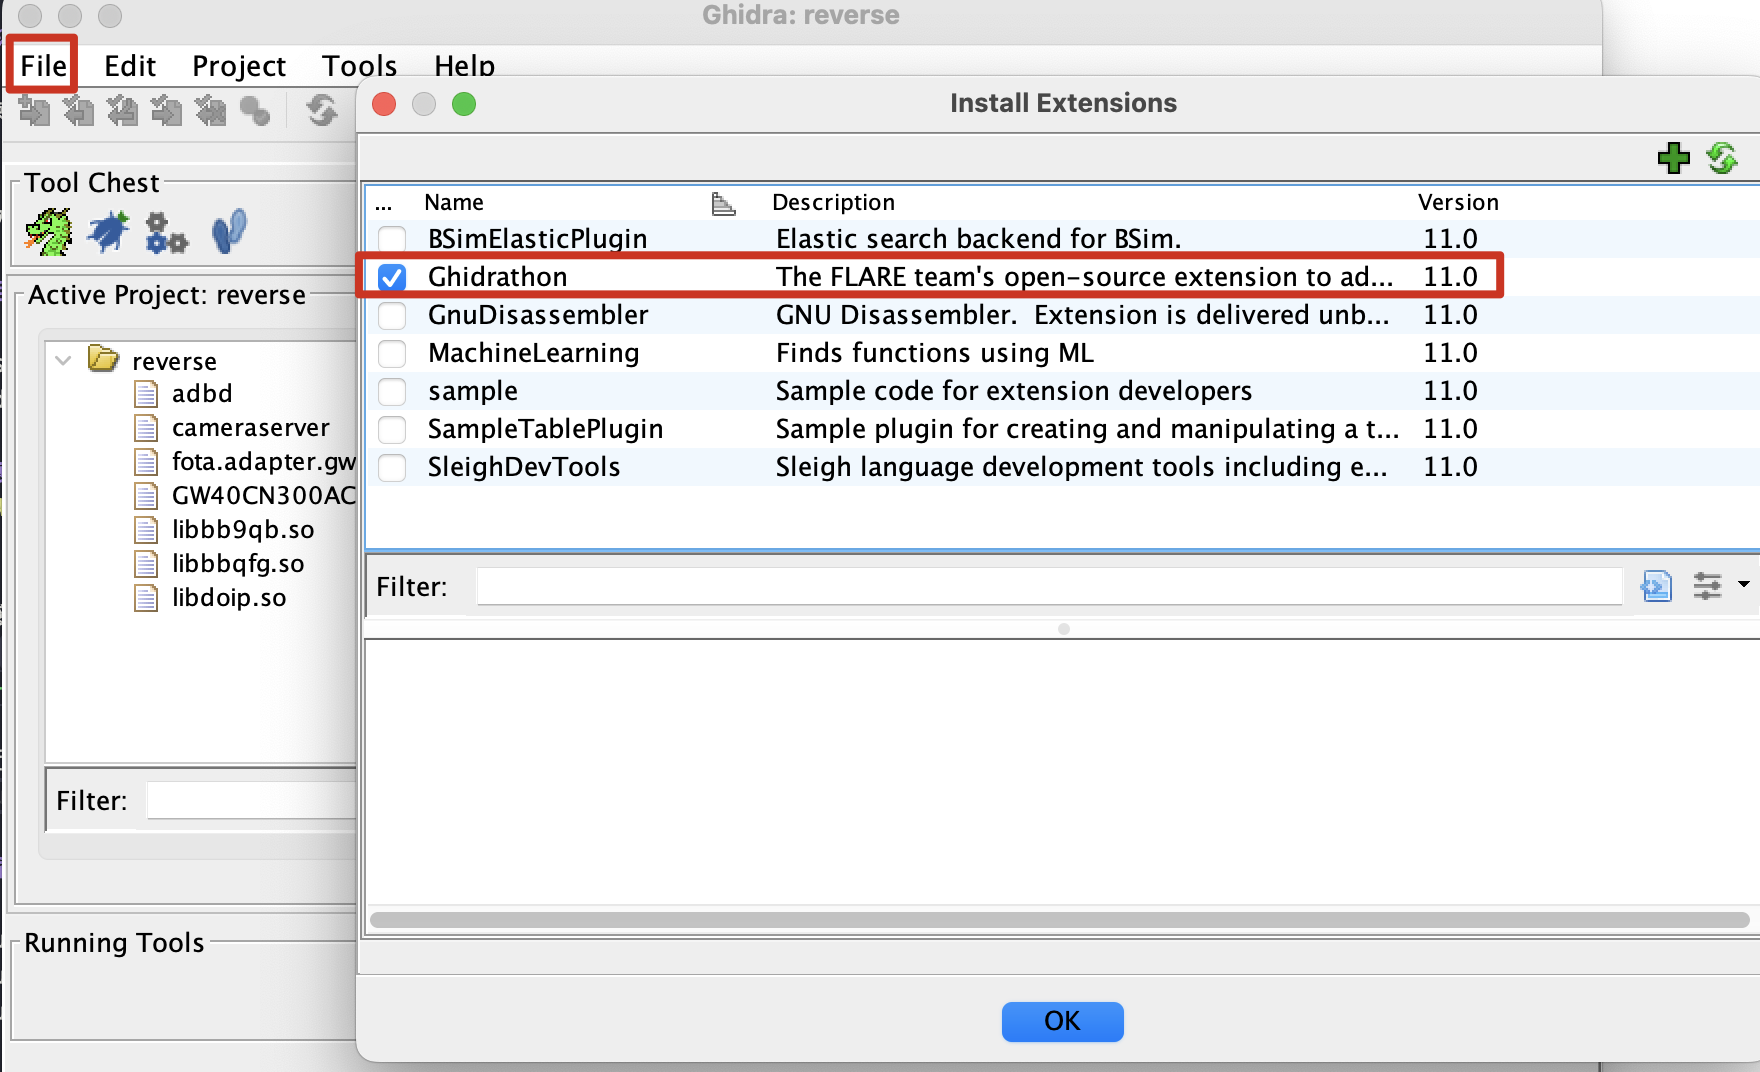 Ghidra: reverse
File Edit Project Tools Help
Install Extensions
Tool Chest
... Name Description Version
BSimElasticPlugin Elastic search backend for BSim. 11.0
Ghidrathon The FLARE team's open-source extension to ad... 11.0
GnuDisassembler GNU Disassembler. Extension is delivered unb... 11.0
MachineLearning Finds functions using ML 11.0
sample Sample code for extension developers 11.0
SampleTablePlugin Sample plugin for creating and manipulating a t... 11.0
SleighDevTools Sleigh language development tools including e... 11.0
Filter:
OK
Active Project: reverse
reverse
adbd
cameraserver
fota.adapter.gw
GW40CN300AC
libbb9qb.so
libbbqfg.so
libdoip.so
Filter:
Running Tools